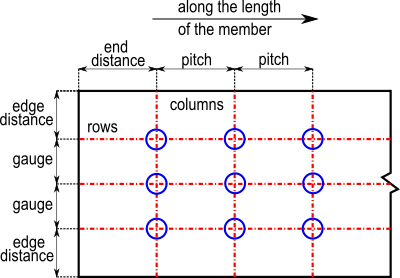 along the length
of the member
end
distance
pitch
pitch
edge
distance
columns
rows
gauge
gauge
edge
distance